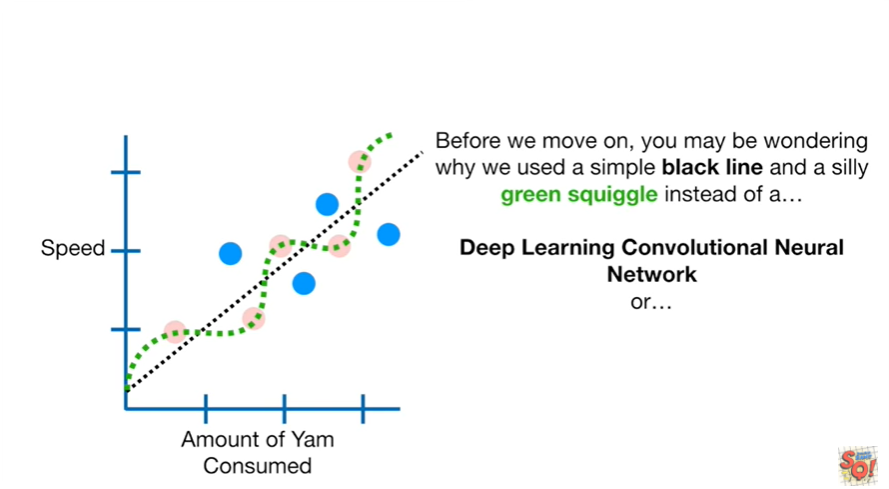 Before we move on, you may be wondering
why we used a simple black line and a silly
green squiggle instead of a...
Deep Learning Convolutional Neural
Network
or...
Speed
Amount of Yam
Consumed